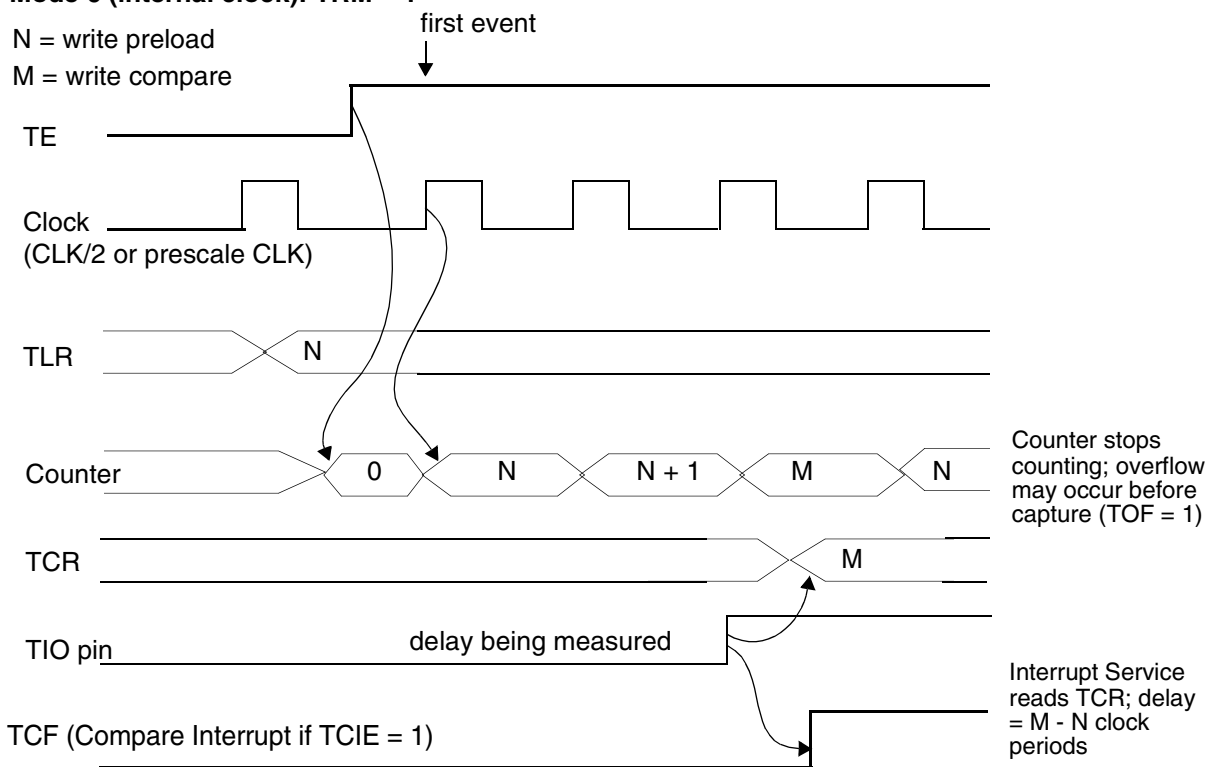 first event
N = write preload
M = write compare
TE
Clock
(CLK/2 or prescale CLK)
TLR
N
Counter
0
N
N + 1
M
N
Counter stops
counting; overflow
may occur before
capture (TOF = 1)
TCR
M
TIO pin
delay being measured
Interrupt Service
reads TCR; delay
= M - N clock
periods
TCF (Compare Interrupt if TCIE = 1)